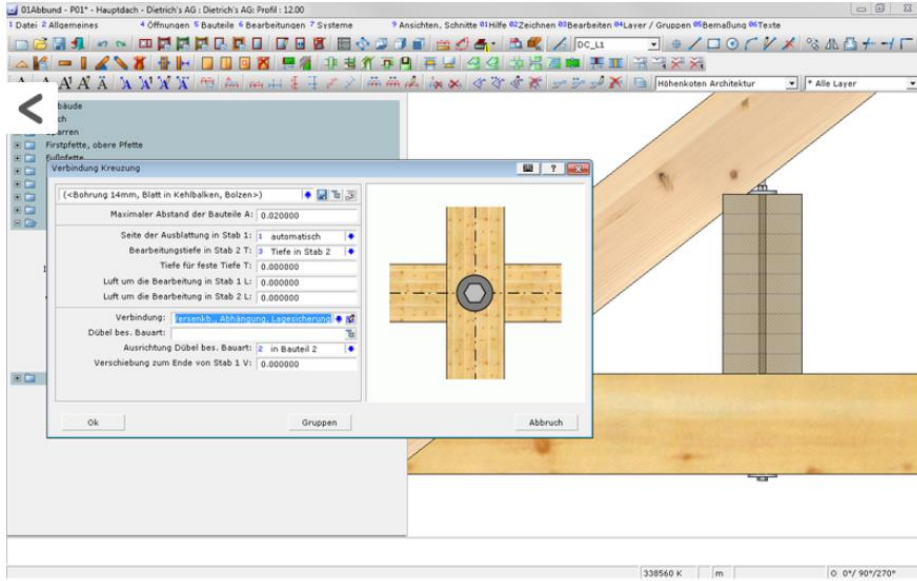 01Abbund - P01* - Hauptdach - Dietrich's AG : Dietrich's AG: Profil : 12.00
1 Datei 2 Allgemeines 4 Öffnungen 5 Bauteile 6 Bearbeitungen 7 Systeme 9 Ansichten, Schnitte 01Hilfe 02Zeichnen 03Bearbeiten 04Layer / Gruppen 05Bemaßung 06Texte
DC_L1
Höhenkoten Architektur
* Alle Layer
Firstpfette, obere Pfette
Fußpfette
Verbindung Kreuzung
(<Bohrung 14mm, Blatt in Kehlbalken, Bolzen>)
Maximaler Abstand der Bauteile A: 0.020000
Seite der Ausblattung in Stab 1: 1 automatisch
Bearbeitungstiefe in Stab 2 T: 3 Tiefe in Stab 2
Tiefe für feste Tiefe T: 0.000000
Luft um die Bearbeitung in Stab 1 L: 0.000000
Luft um die Bearbeitung in Stab 2 L: 0.000000
Verbindung: Versenkb., Abhängung, Lagesicherung
Dübel bes. Bauart:
Ausrichtung Dübel bes. Bauart: 2 in Bauteil 2
Verschiebung zum Ende von Stab 1 V: 0.000000
Ok
Gruppen
Abbruch
338560 K
m
0 0°/ 90°/270°